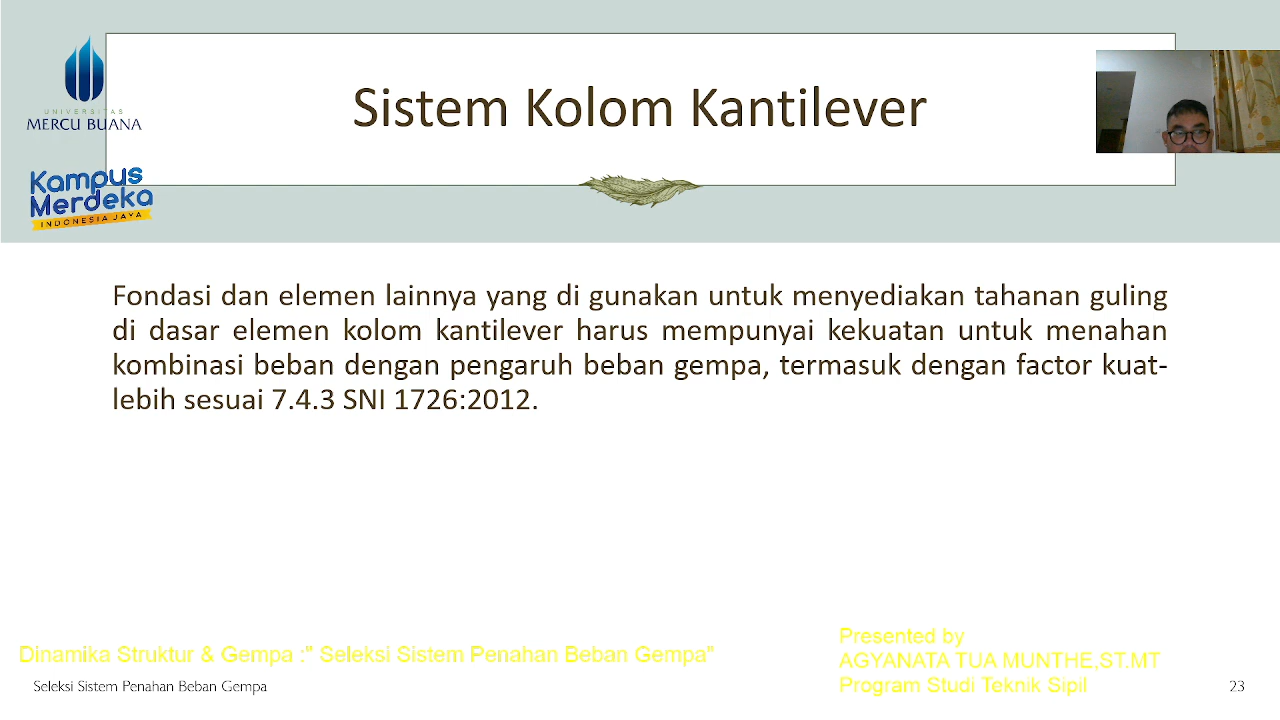 UNIVERSITAS
MERCU BUANA
Kampus
Merdeka
INDONESIA JAYA
Sistem Kolom Kantilever
Fondasi dan elemen lainnya yang di gunakan untuk menyediakan tahanan guling
di dasar elemen kolom kantilever harus mempunyai kekuatan untuk menahan
kombinasi beban dengan pengaruh beban gempa, termasuk dengan factor kuat-
lebih sesuai 7.4.3 SNI 1726:2012.
Dinamika Struktur & Gempa :" Seleksi Sistem Penahan Beban Gempa"
Seleksi Sistem Penahan Beban Gempa
Presented by
AGYANATA TUA MUNTHE,ST.MT
Program Studi Teknik Sipil
23